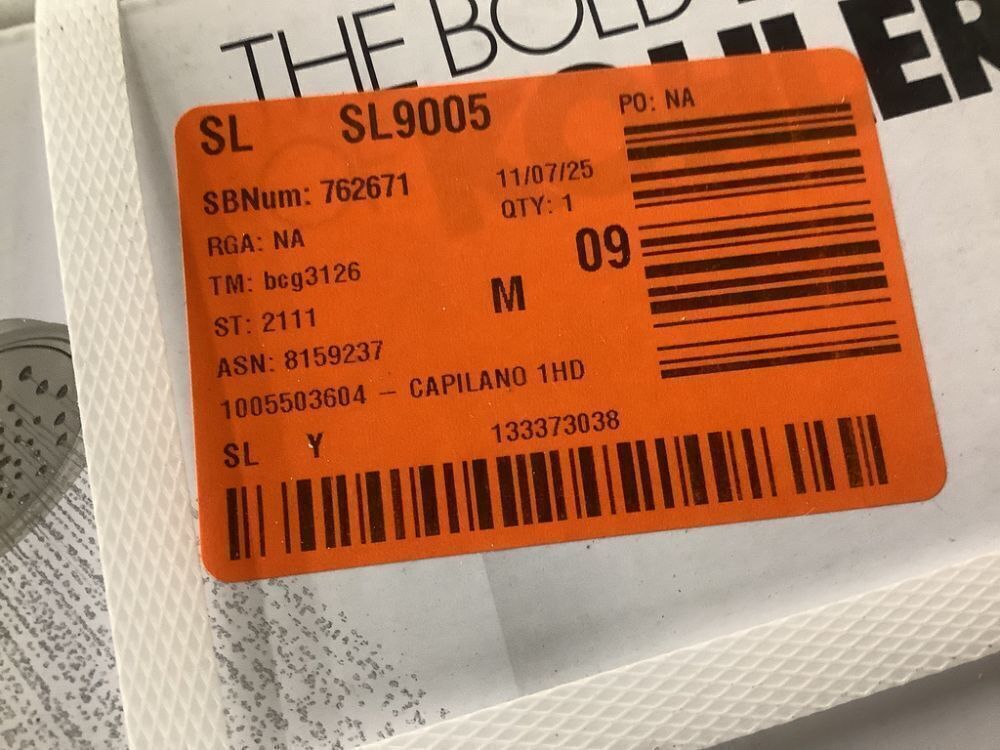 THE BOLD
SL SL9005 PO: NA
SBNum: 762671 11/07/25
QTY: 1
RGA: NA 09
TM: bcg3126 M
ST: 2111
ASN: 8159237
1005503604 – CAPILANO 1HD
SL Y 133373038